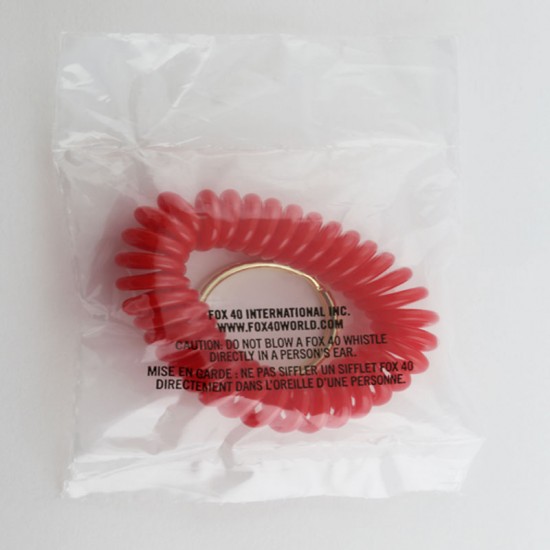 FOX 40 INTERNATIONAL INC.
WWW.FOX40WORLD.COM
CAUTION: DO NOT BLOW A FOX 40 WHISTLE
DIRECTLY IN A PERSON'S EAR.
MISE EN GARDE : NE PAS SIFFLER UN SIFFLET FOX 40
DIRECTEMENT DANS L'OREILLE D'UNE PERSONNE.